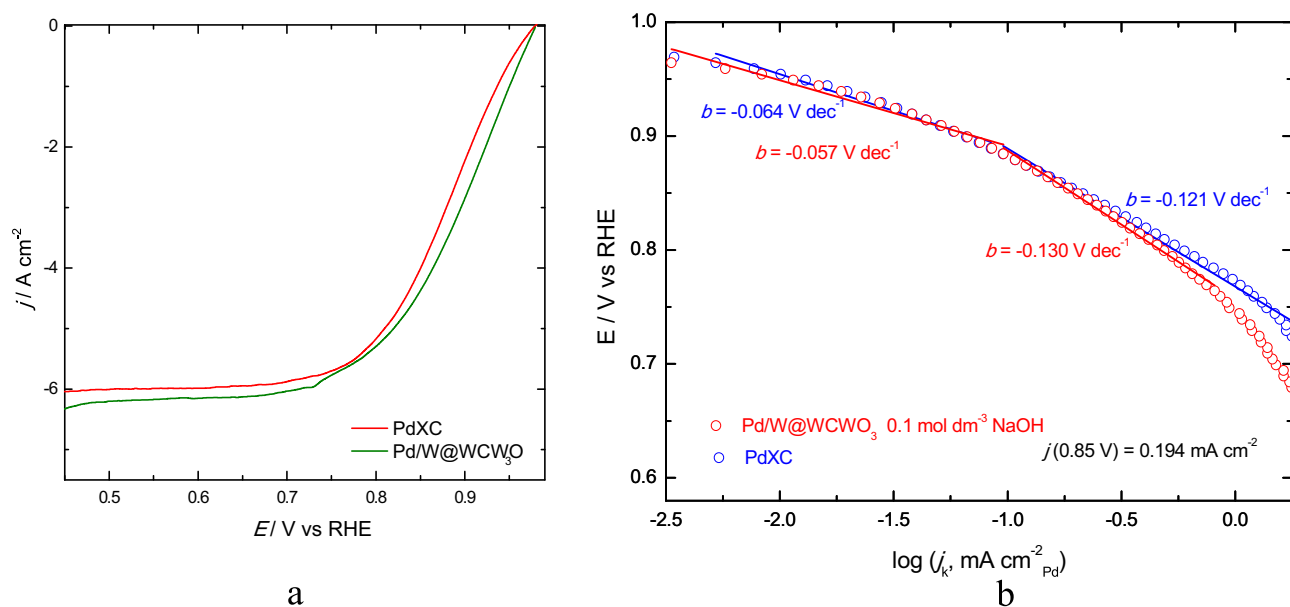 0
-2
-4
-6
j / A cm-2
0.5 0.6 0.7 0.8 0.9
E / V vs RHE
PdXC
Pd/W@WCWO3
a
1.0
0.9
0.8
0.7
0.6
E / V vs RHE
b = -0.064 V dec-1
b = -0.057 V dec-1
b = -0.121 V dec-1
b = -0.130 V dec-1
Pd/W@WCWO3 0.1 mol dm-3 NaOH
PdXC
j (0.85 V) = 0.194 mA cm-2
-2.5 -2.0 -1.5 -1.0 -0.5 0.0
log (jk, mA cm-2Pd)
b